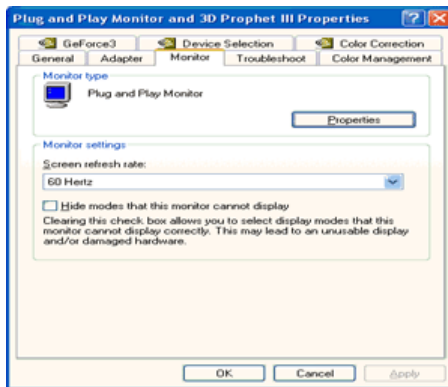 Plug and Play Monitor and 3D Prophet III Properties
GeForce3 Device Selection Color Correction
General Adapter Monitor Troubleshoot Color Management
Monitor type
Plug and Play Monitor
Properties
Monitor settings
Screen refresh rate:
60 Hertz
Hide modes that this monitor cannot display
Clearing this check box allows you to select display modes that this
monitor cannot display correctly. This may lead to an unusable display
and/or damaged hardware.
OK Cancel Apply